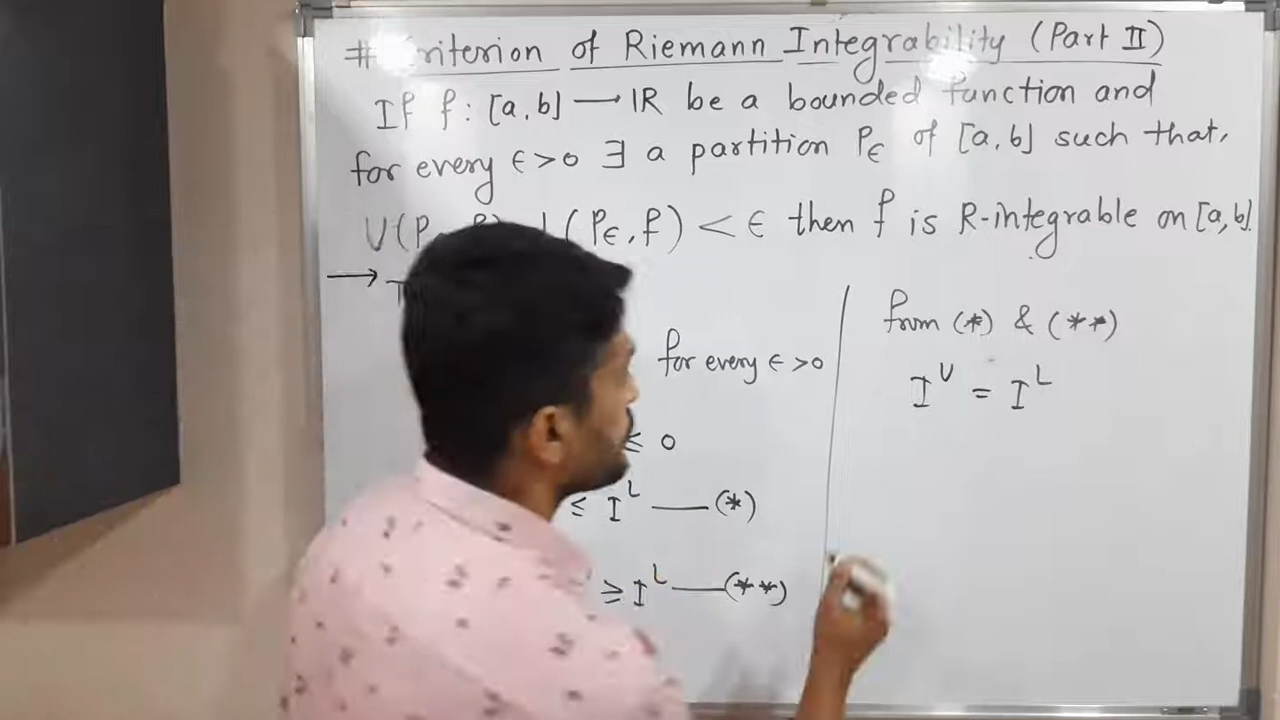 # Criterion of Riemann Integrability (Part II)
If f : [a, b] → IR be a bounded function and
for every ϵ > 0 ∃ a partition Pϵ of [a, b] such that,
U(P (Pϵ, f) < ϵ then f is R-integrable on [a, b].
→
for every ϵ > 0
≤ 0
≤ I^L —(*)
≥ I^L —(**)
from (*) & (**)
I^U = I^L